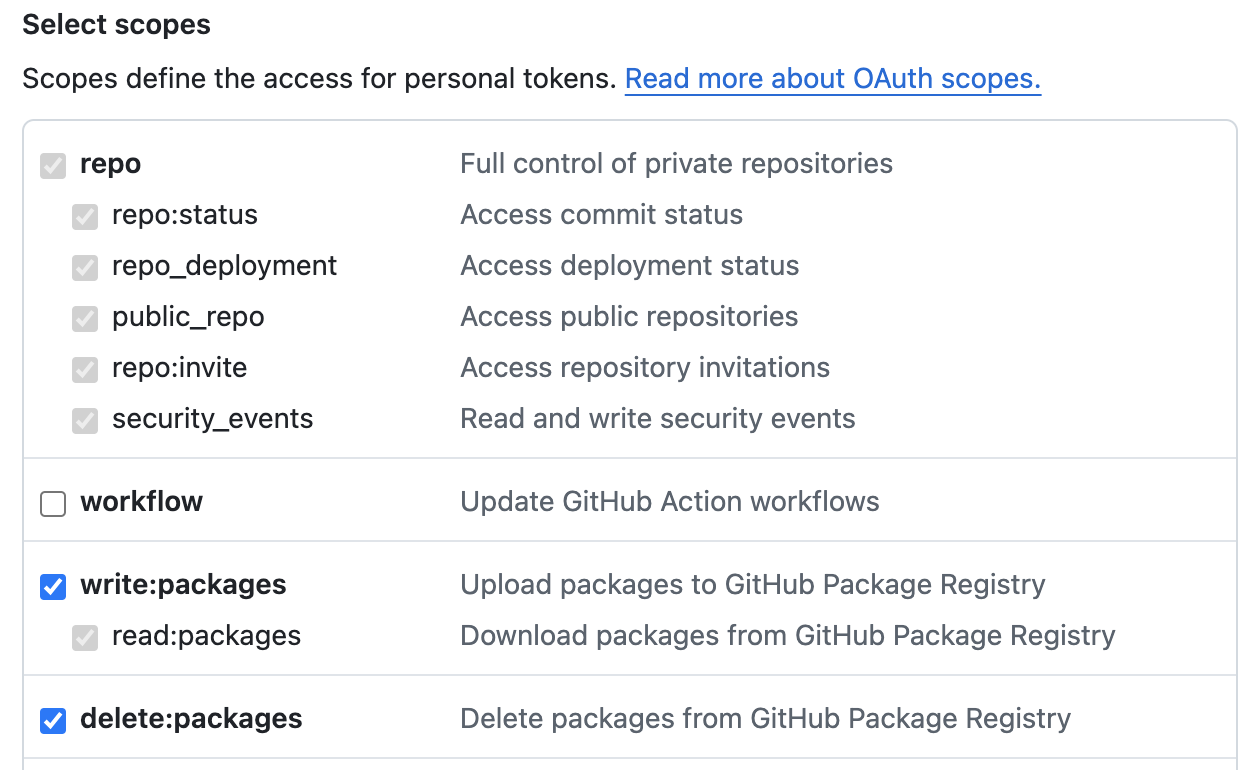 Select scopes
Scopes define the access for personal tokens. Read more about OAuth scopes.
repo Full control of private repositories
repo:status Access commit status
repo_deployment Access deployment status
public_repo Access public repositories
repo:invite Access repository invitations
security_events Read and write security events
workflow Update GitHub Action workflows
write:packages Upload packages to GitHub Package Registry
read:packages Download packages from GitHub Package Registry
delete:packages Delete packages from GitHub Package Registry